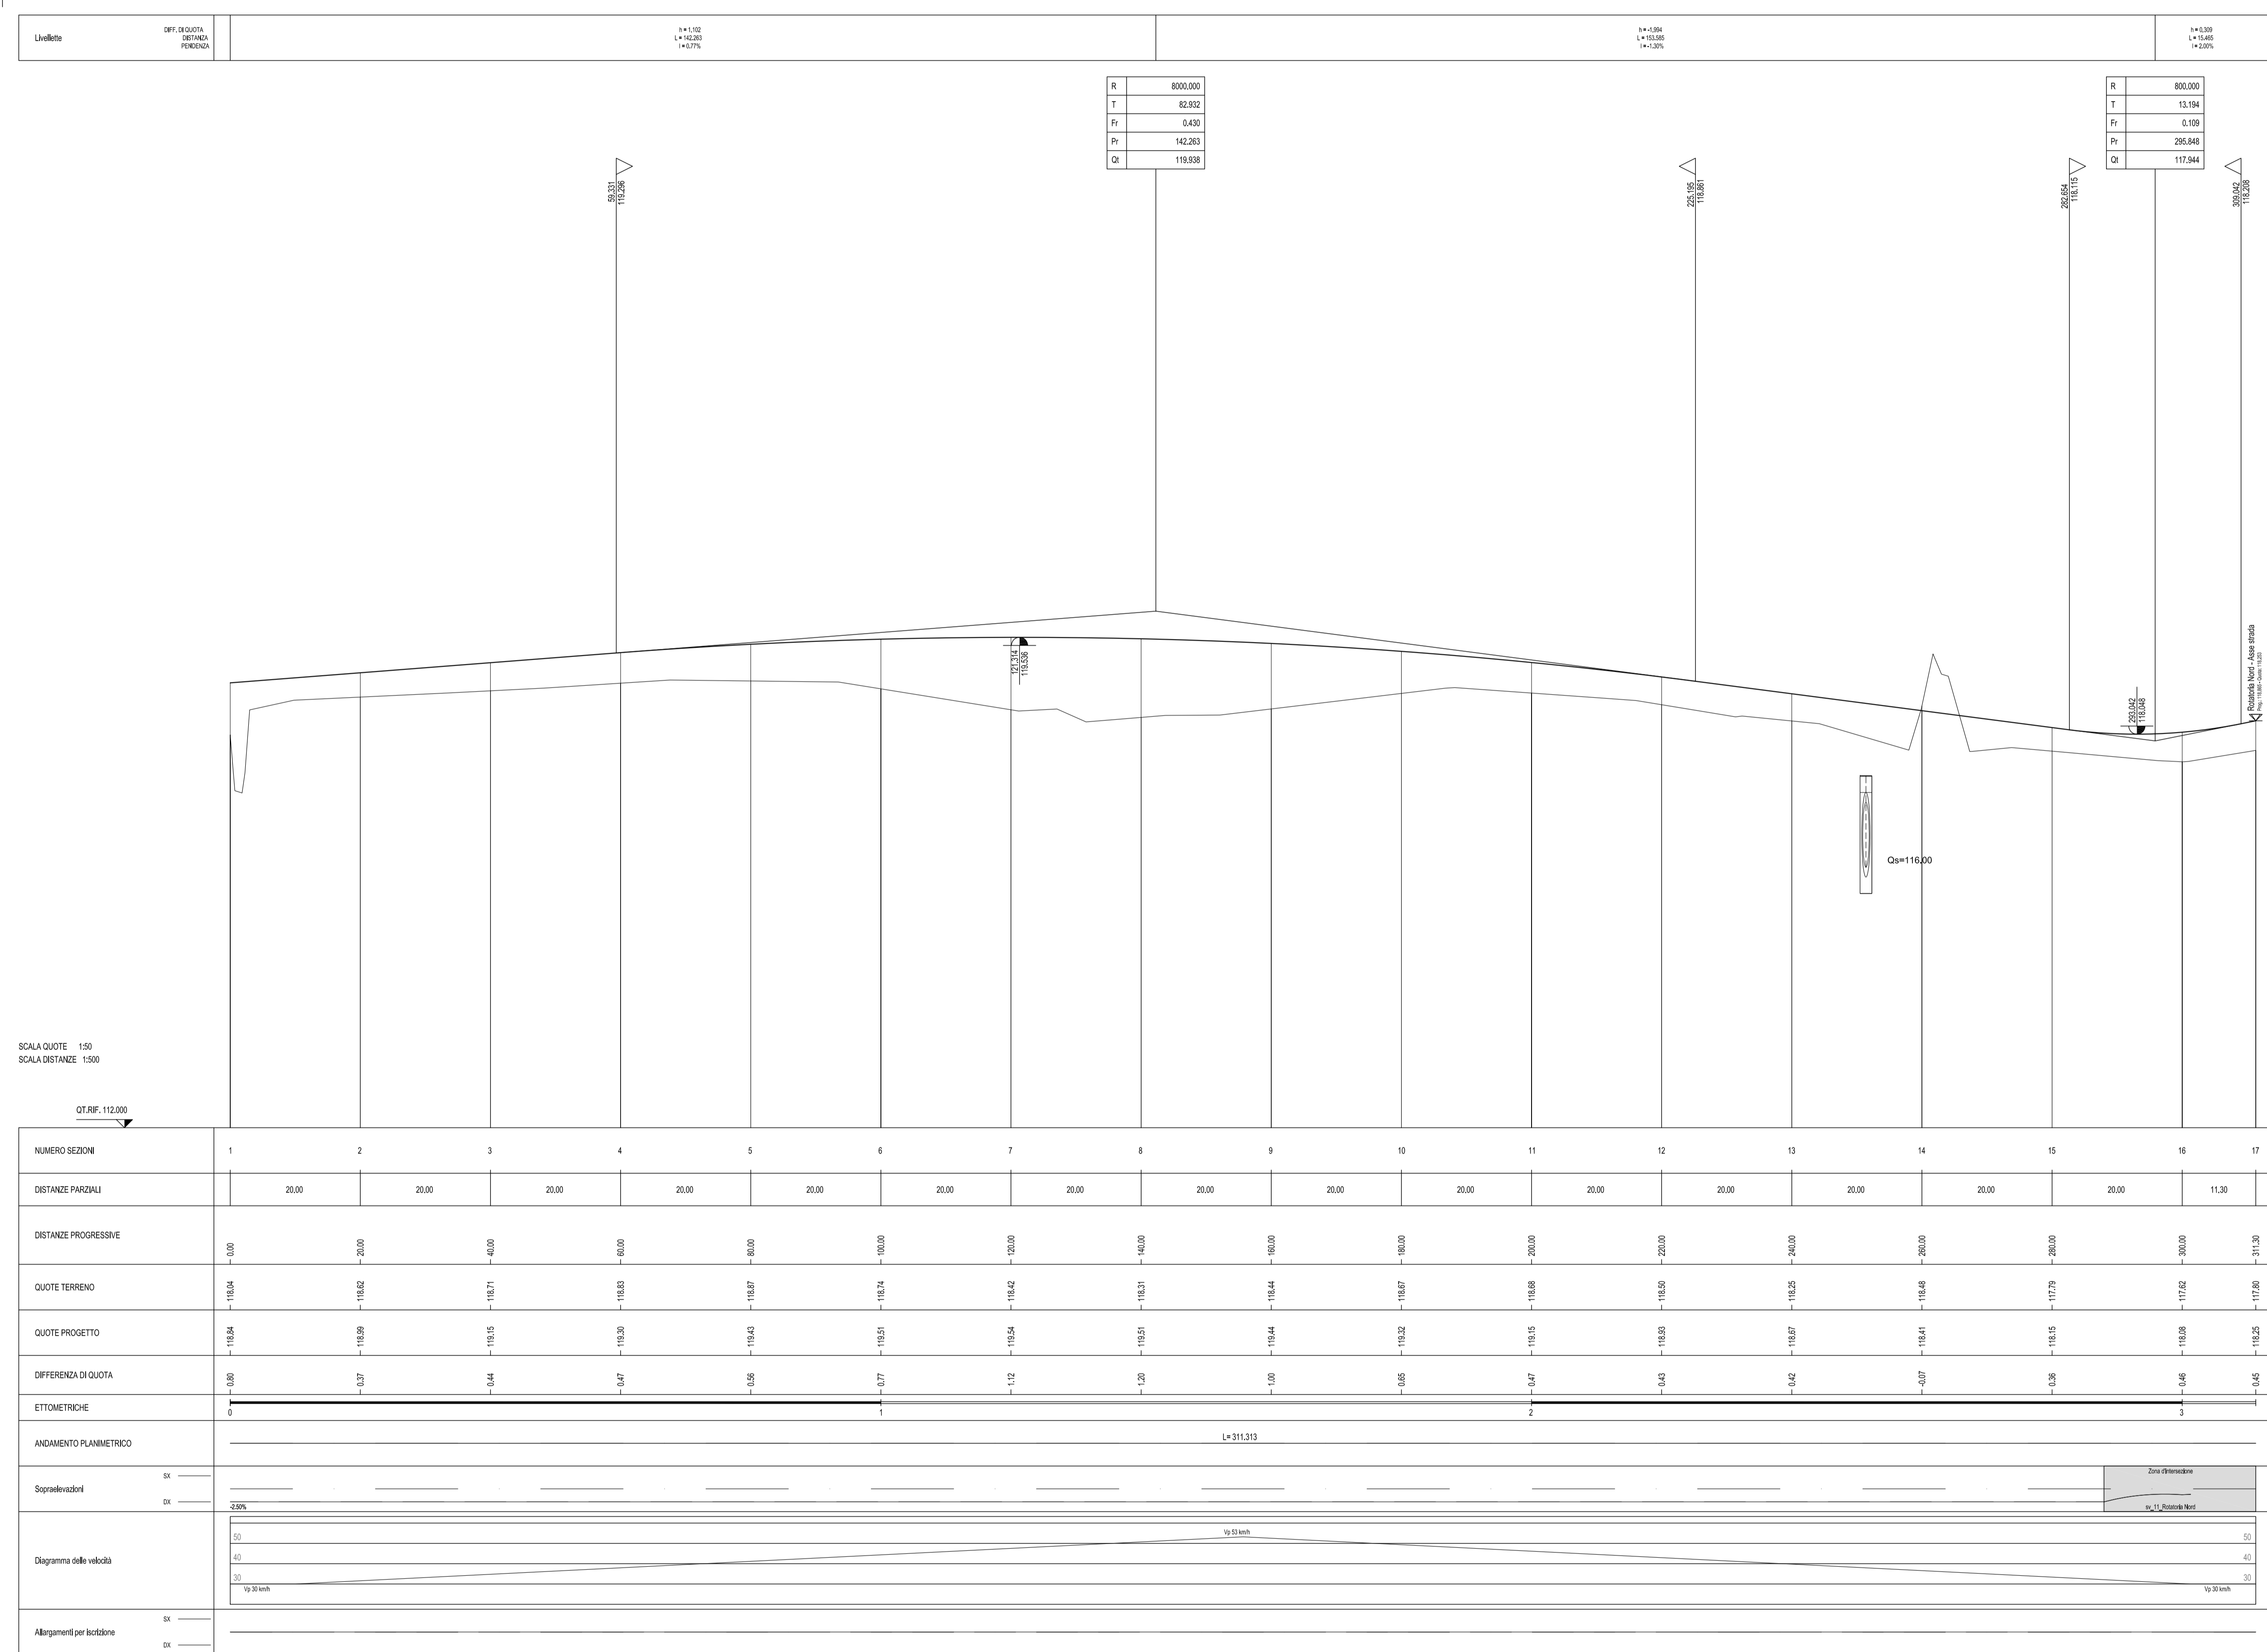 Livellette
DIFF. DI QUOTA
DISTANZA
PENDENZA
h = 1,102
L = 142.263
i = 0.77%
h = -1,994
L = 153.585
i = -1.30%
h = 0,309
L = 15.465
i = 2.00%
R 8000,000
T 82.932
Fr 0.430
Pr 142.263
Qt 119,938
R 800,000
T 13.194
Fr 0.109
Pr 295.848
Qt 117.944
59.331
119.296
225.195
118.861
282.654
118.115
309.042
118.208
121.314
119.536
293.042
118.048
Rotatoria Nord - Asse strada
Qs=116,00
SCALA QUOTE 1:50
SCALA DISTANZE 1:500
QT.RIF. 112.000
NUMERO SEZIONI 1 2 3 4 5 6 7 8 9 10 11 12 13 14 15 16 17
DISTANZE PARZIALI 20,00 20,00 20,00 20,00 20,00 20,00 20,00 20,00 20,00 20,00 20,00 20,00 20,00 20,00 20,00 11,30
DISTANZE PROGRESSIVE 0.00 20.00 40.00 60.00 80.00 100.00 120.00 140.00 160.00 180.00 200.00 220.00 240.00 260.00 280.00 300.00 311.30
QUOTE TERRENO 118.04 118.62 118.71 118.83 118.87 118.74 118.42 118.31 118.44 118.67 118.68 118.50 118.25 118.48 117.79 117.62 117.80
QUOTE PROGETTO 118.84 118.99 119.15 119.30 119.43 119.51 119.54 119.51 119.44 119.32 119.15 118.93 118.67 118.41 118.15 118.08 118.25
DIFFERENZA DI QUOTA 0.80 0.37 0.44 0.47 0.56 0.77 1.12 1.20 1.00 0.65 0.47 0.43 0.42 -0.07 0.36 0.46 0.45
ETTOMETRICHE 0 1 2 3
ANDAMENTO PLANIMETRICO L= 311.313
Sopraelevazioni
SX
DX
-2.50%
Zona d'intersezione
sv_11_Rotatoria Nord
Diagramma delle velocità
50
40
30
Vp 30 km/h
Vp 53 km/h
50
40
30
Vp 30 km/h
Allargamenti per iscrizione
SX
DX